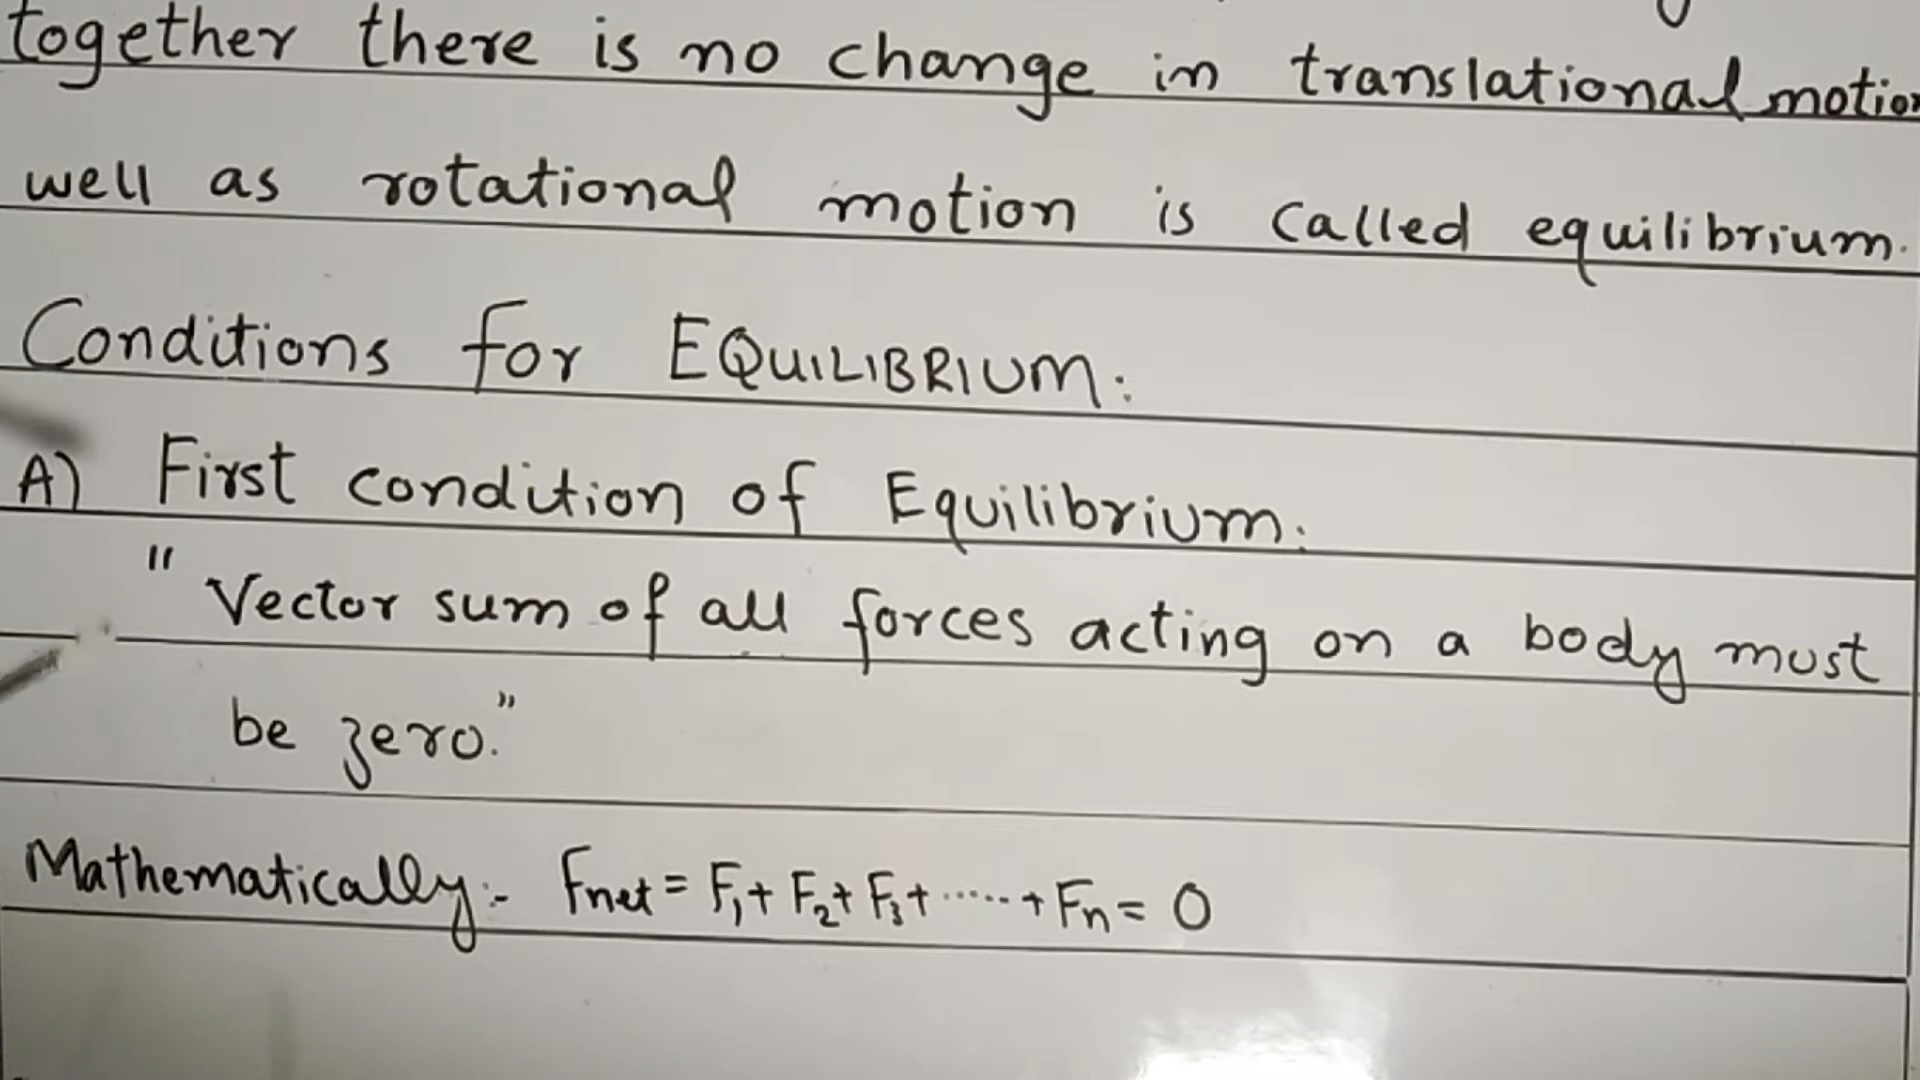 together there is no change in translational motion
well as rotational motion is called equilibrium.
Conditions for EQUILIBRIUM:
A) First condition of Equilibrium:
" Vector sum of all forces acting on a body must
be zero."
Mathematically:- Fnet = F₁ + F₂ + F₃ + ...... + Fn = 0